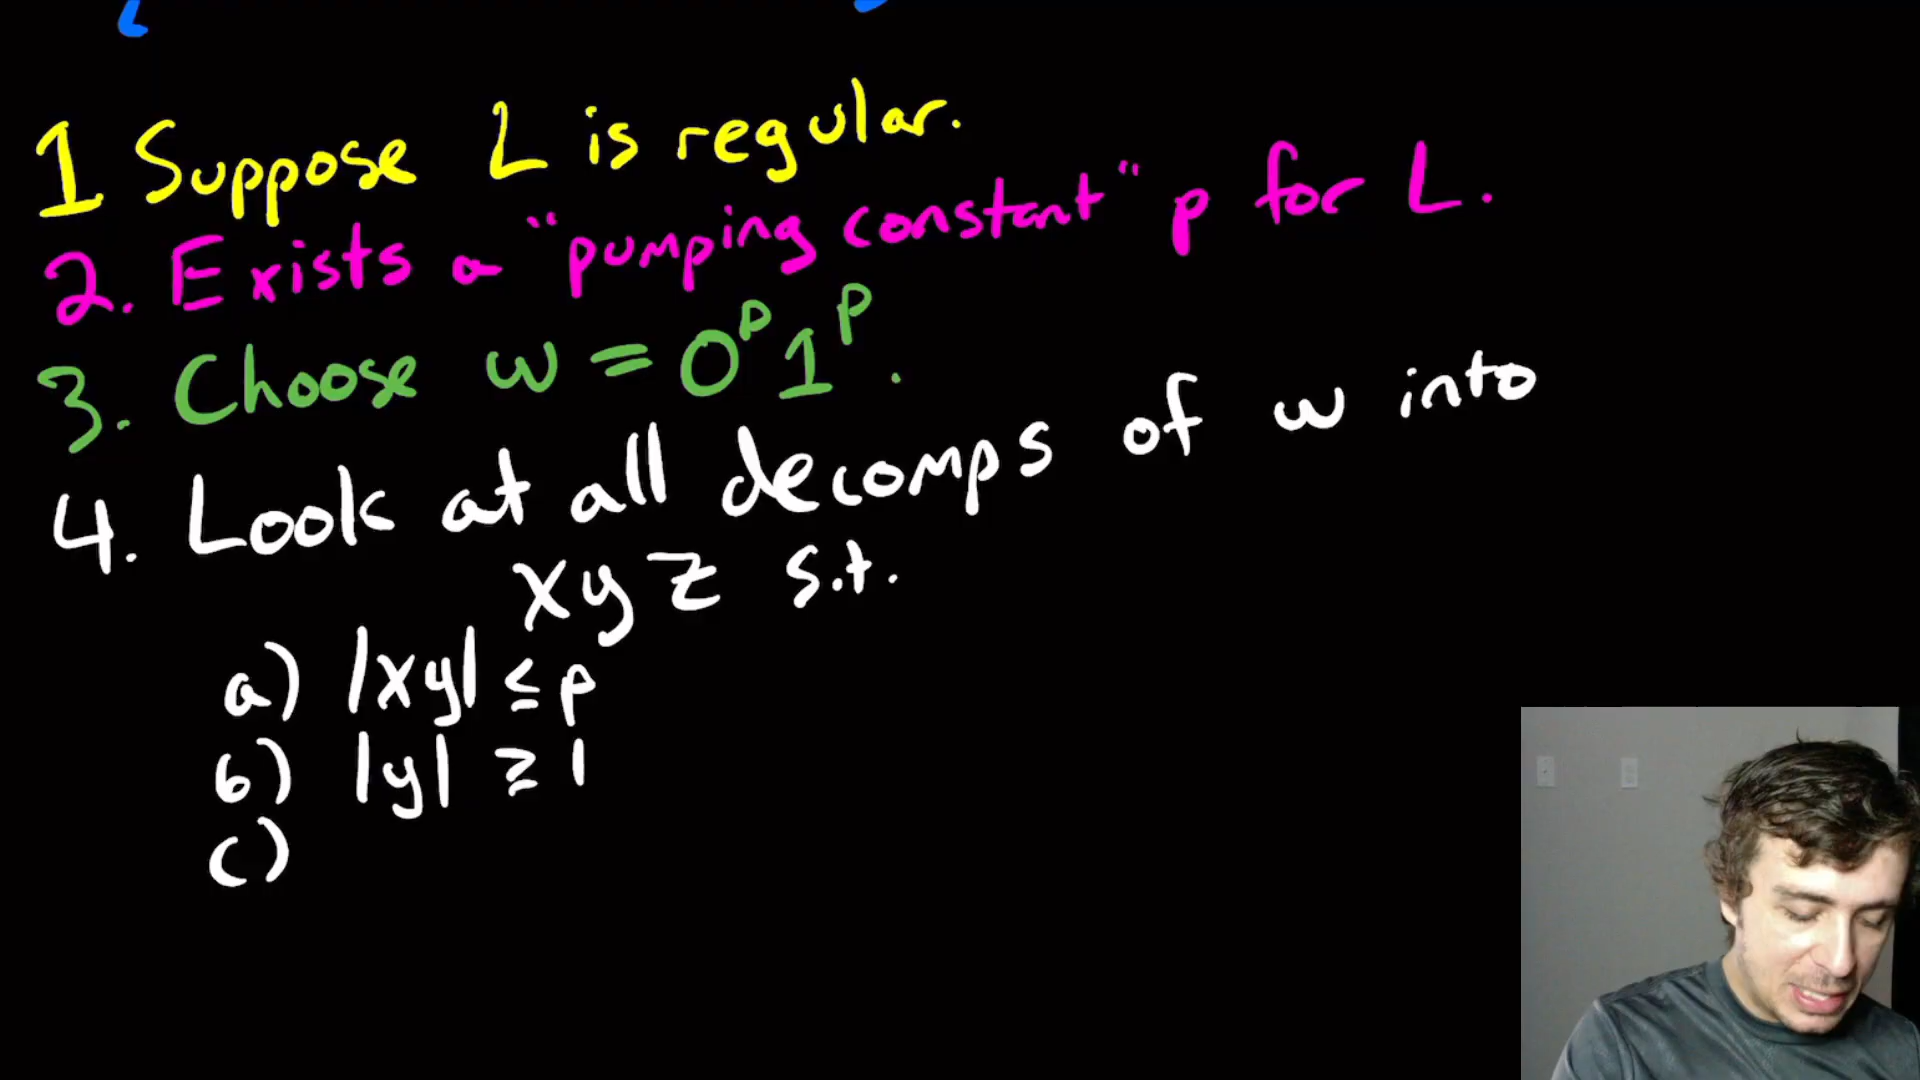 1 Suppose L is regular.
2. Exists a "pumping constant" p for L.
3. Choose w = 0^p 1^p.
4. Look at all decomps of w into
xyz s.t.
a) |xy| ≤ p
b) |y| ≥ 1
c)